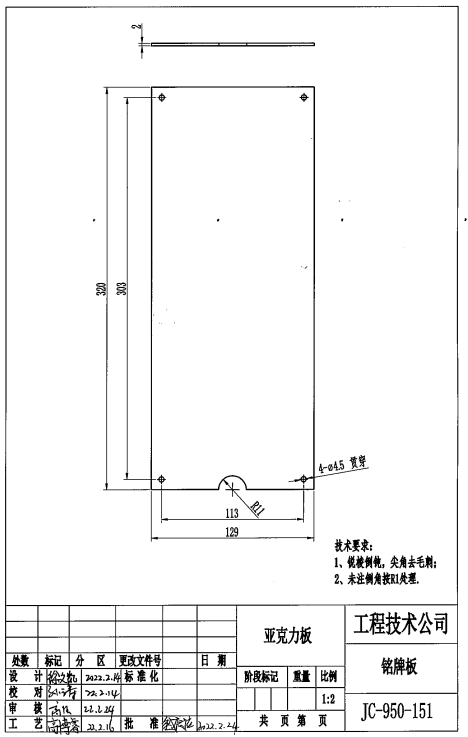 2
320
303
4-ø4.5 贯穿
R11
113
129
技术要求:
1、锐棱倒钝，尖角去毛刺;
2、未注倒角按R1处理.
亚克力板
工程技术公司
处数 标记 分 区 更改文件号 日 期
铭牌板
设 计 2022.2.14 标准化
阶段标记 重量 比例
校 对 22.2.14
1:2
审 核 22.2.24
JC-950-151
工 艺 22.2.16 批 准 2022.2.24
共 页 第 页